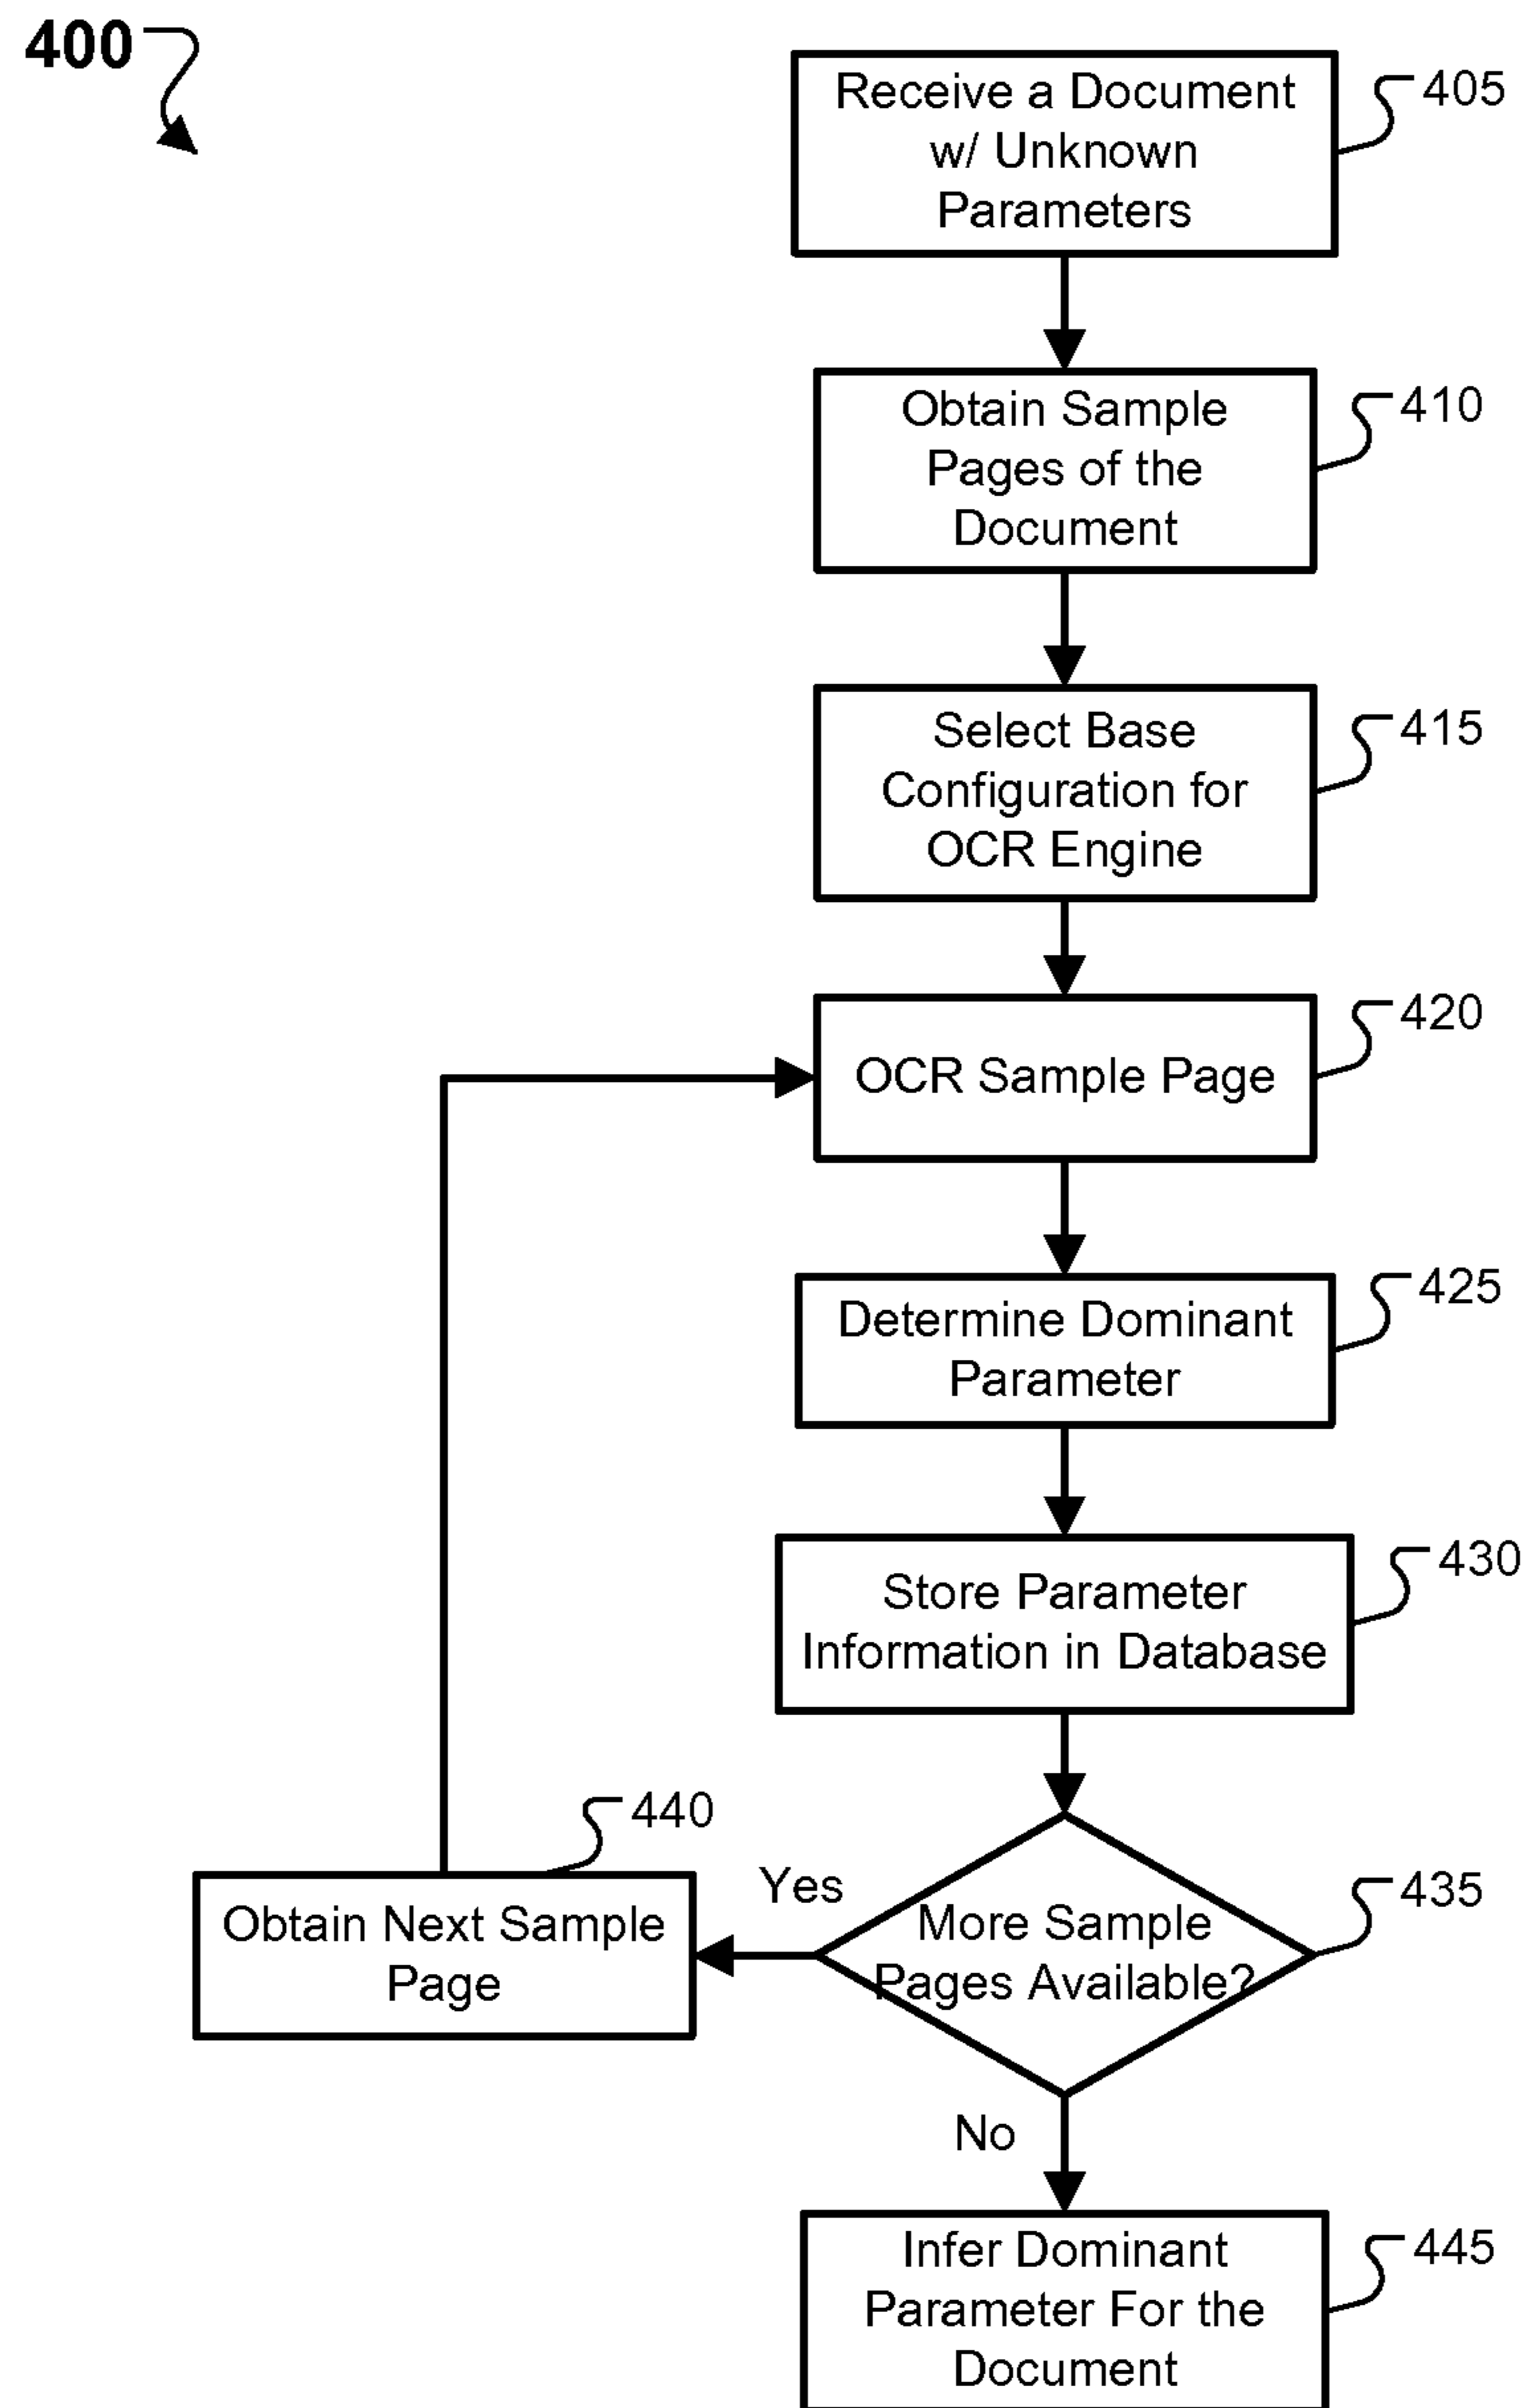 400
Receive a Document
w/ Unknown
Parameters
405
Obtain Sample
Pages of the
Document
410
Select Base
Configuration for
OCR Engine
415
OCR Sample Page
420
Determine Dominant
Parameter
425
Store Parameter
Information in Database
430
440
Obtain Next Sample
Page
Yes
More Sample
Pages Available?
435
No
Infer Dominant
Parameter For the
Document
445